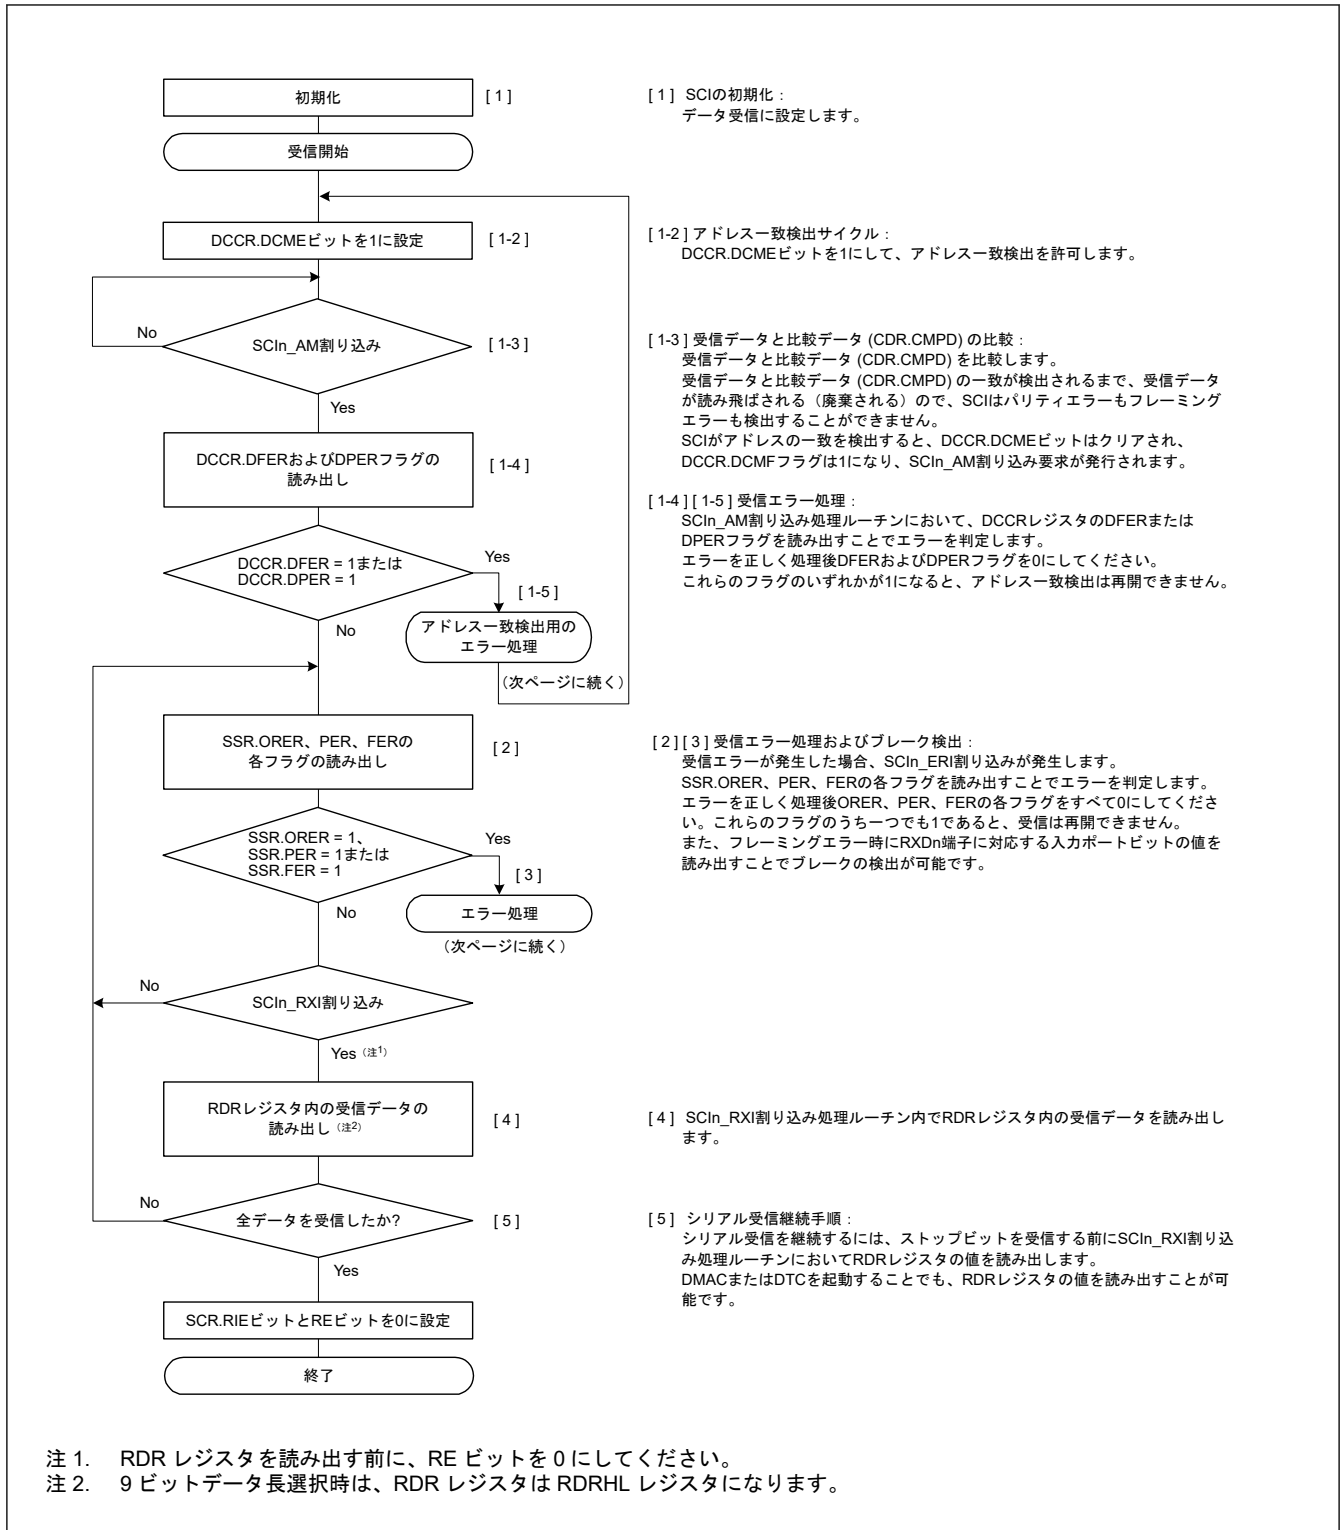 初期化
[ 1 ]
[ 1 ] SCIの初期化：
データ受信に設定します。
受信開始
DCCR.DCMEビットを1に設定
[ 1-2 ]
[ 1-2 ] アドレス一致検出サイクル：
DCCR.DCMEビットを1にして、アドレス一致検出を許可します。
No
SCIn_AM割り込み
[ 1-3 ]
Yes
[ 1-3 ] 受信データと比較データ (CDR.CMPD) の比較：
受信データと比較データ (CDR.CMPD) を比較します。
受信データと比較データ (CDR.CMPD) の一致が検出されるまで、受信データ
が読み飛ばされる（廃棄される）ので、SCIはパリティエラーもフレーミング
エラーも検出することができません。
SCIがアドレスの一致を検出すると、DCCR.DCMEビットはクリアされ、
DCCR.DCMFフラグは1になり、SCIn_AM割り込み要求が発行されます。
DCCR.DFERおよびDPERフラグの
読み出し
[ 1-4 ]
[ 1-4 ] [ 1-5 ] 受信エラー処理：
SCIn_AM割り込み処理ルーチンにおいて、DCCRレジスタのDFERまたは
DPERフラグを読み出すことでエラーを判定します。
エラーを正しく処理後DFERおよびDPERフラグを0にしてください。
これらのフラグのいずれかが1になると、アドレス一致検出は再開できません。
DCCR.DFER = 1または
DCCR.DPER = 1
Yes
[ 1-5 ]
No
アドレス一致検出用の
エラー処理
（次ページに続く）
SSR.ORER、PER、FERの
各フラグの読み出し
[ 2 ]
[ 2 ] [ 3 ] 受信エラー処理およびブレーク検出：
受信エラーが発生した場合、SCIn_ERI割り込みが発生します。
SSR.ORER、PER、FERの各フラグを読み出すことでエラーを判定します。
エラーを正しく処理後ORER、PER、FERの各フラグをすべて0にしてくださ
い。これらのフラグのうち一つでも1であると、受信は再開できません。
また、フレーミングエラー時にRXDn端子に対応する入力ポートビットの値を
読み出すことでブレークの検出が可能です。
SSR.ORER = 1、
SSR.PER = 1または
SSR.FER = 1
Yes
[ 3 ]
No
エラー処理
（次ページに続く）
No
SCIn_RXI割り込み
Yes（注1）
RDRレジスタ内の受信データの
読み出し（注2）
[ 4 ]
[ 4 ] SCIn_RXI割り込み処理ルーチン内でRDRレジスタ内の受信データを読み出し
ます。
No
全データを受信したか?
[ 5 ]
Yes
[ 5 ] シリアル受信継続手順：
シリアル受信を継続するには、ストップビットを受信する前にSCIn_RXI割り込
み処理ルーチンにおいてRDRレジスタの値を読み出します。
DMACまたはDTCを起動することでも、RDRレジスタの値を読み出すことが可
能です。
SCR.RIEビットとREビットを0に設定
終了
注 1. RDR レジスタを読み出す前に、RE ビットを 0 にしてください。
注 2. 9 ビットデータ長選択時は、RDR レジスタは RDRHL レジスタになります。